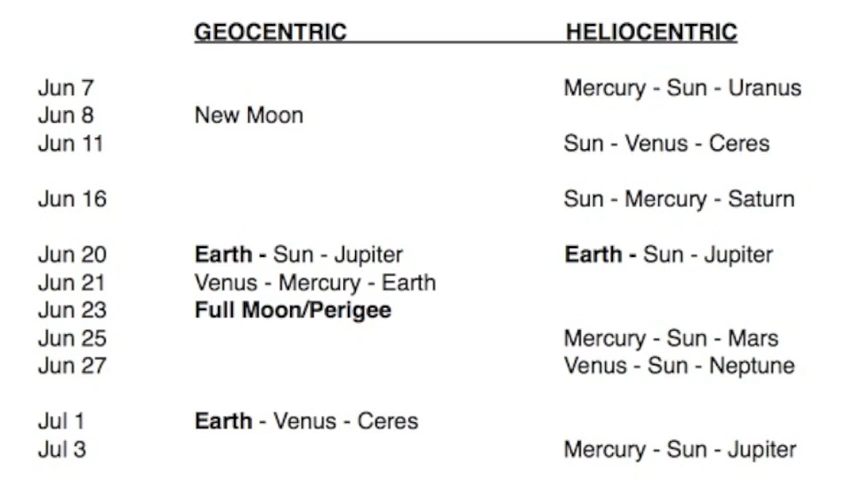 GEOCENTRIC HELIOCENTRIC
Jun 7 Mercury - Sun - Uranus
Jun 8 New Moon
Jun 11 Sun - Venus - Ceres
Jun 16 Sun - Mercury - Saturn
Jun 20 Earth - Sun - Jupiter Earth - Sun - Jupiter
Jun 21 Venus - Mercury - Earth
Jun 23 Full Moon/Perigee
Jun 25 Mercury - Sun - Mars
Jun 27 Venus - Sun - Neptune
Jul 1 Earth - Venus - Ceres
Jul 3 Mercury - Sun - Jupiter